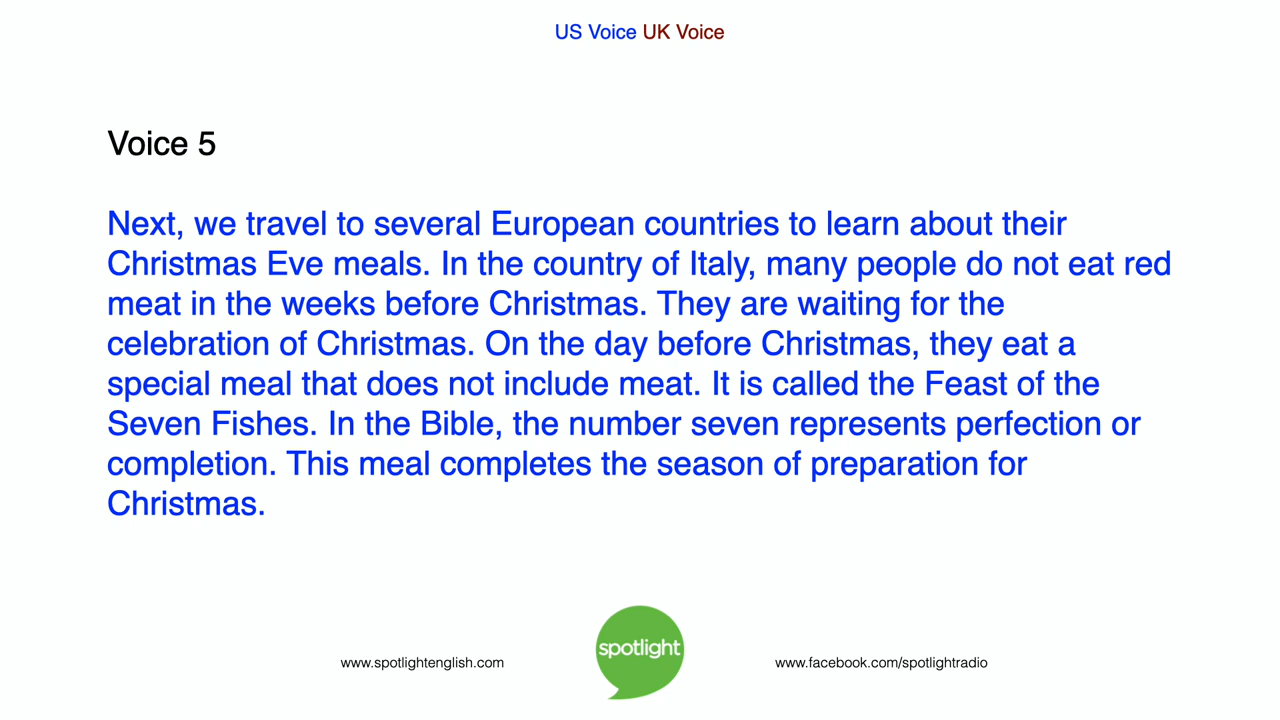 US Voice UK Voice
Voice 5
Next, we travel to several European countries to learn about their
Christmas Eve meals. In the country of Italy, many people do not eat red
meat in the weeks before Christmas. They are waiting for the
celebration of Christmas. On the day before Christmas, they eat a
special meal that does not include meat. It is called the Feast of the
Seven Fishes. In the Bible, the number seven represents perfection or
completion. This meal completes the season of preparation for
Christmas.
spotlight
www.spotlightenglish.com
www.facebook.com/spotlightradio